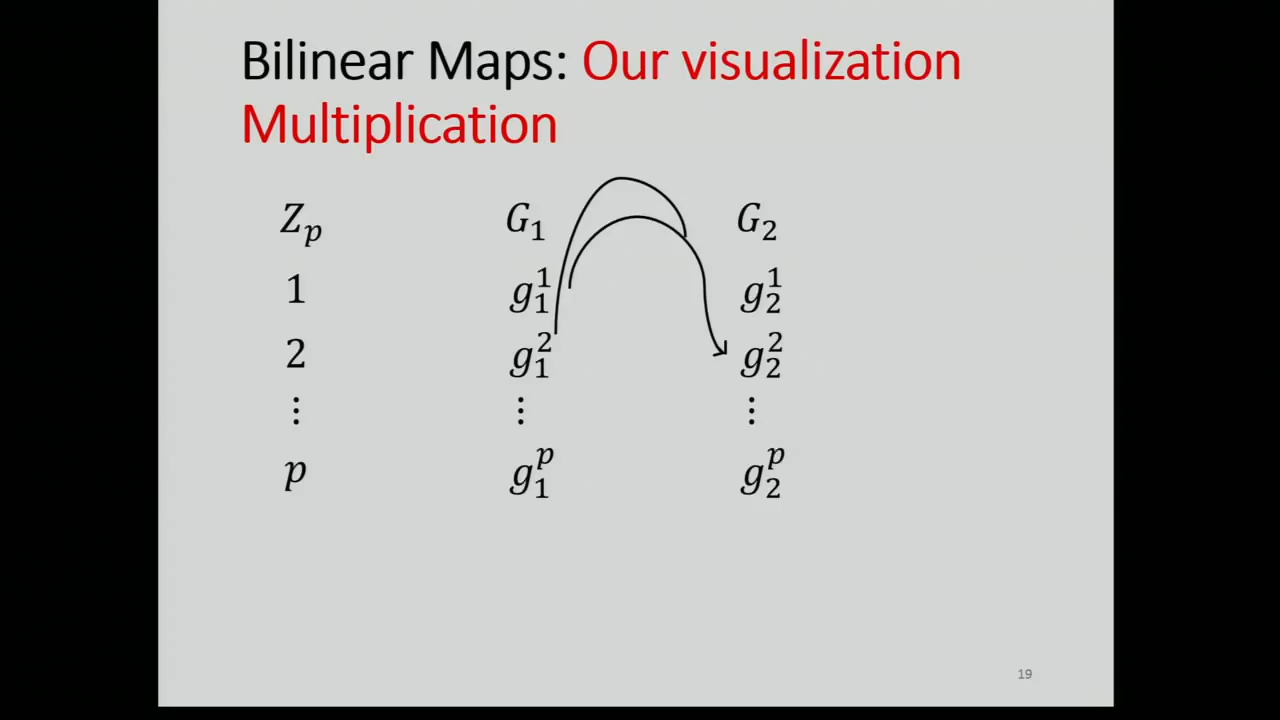 Bilinear Maps: Our visualization
Multiplication
Z_p G_1 G_2
1 g_1^1 g_2^1
2 g_1^2 g_2^2
⋮ ⋮ ⋮
p g_1^p g_2^p
19